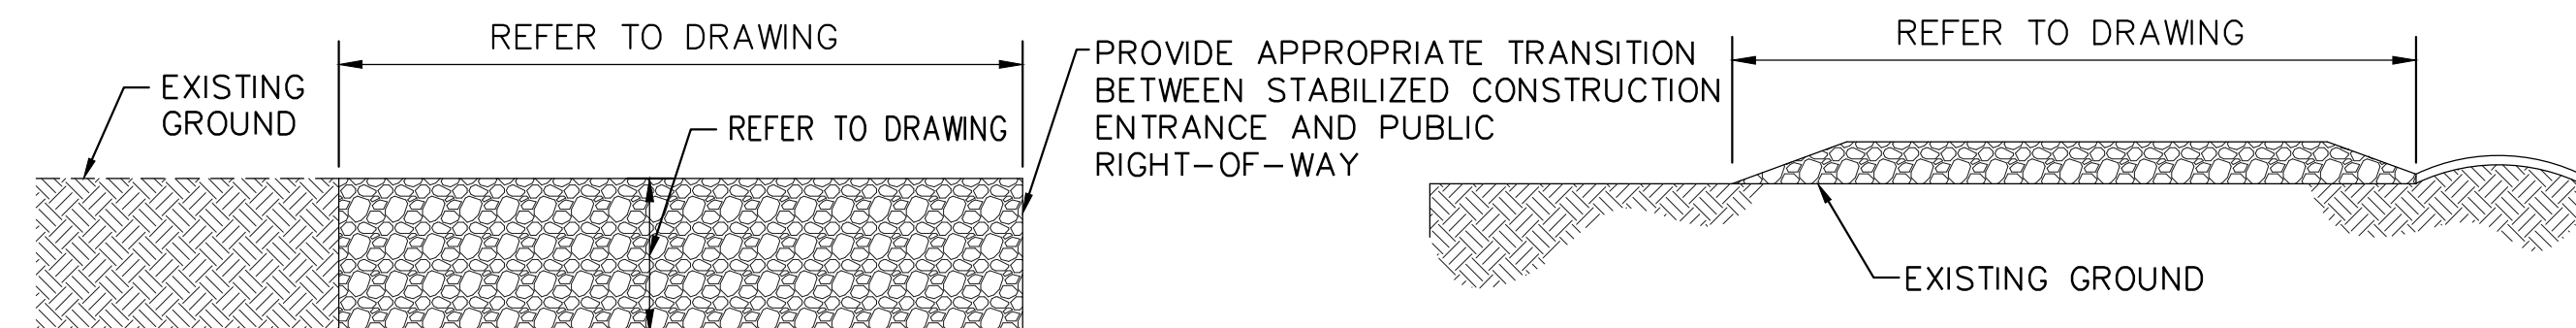 REFER TO DRAWING
EXISTING
GROUND
REFER TO DRAWING
PROVIDE APPROPRIATE TRANSITION
BETWEEN STABILIZED CONSTRUCTION
ENTRANCE AND PUBLIC
RIGHT-OF-WAY
REFER TO DRAWING
EXISTING GROUND